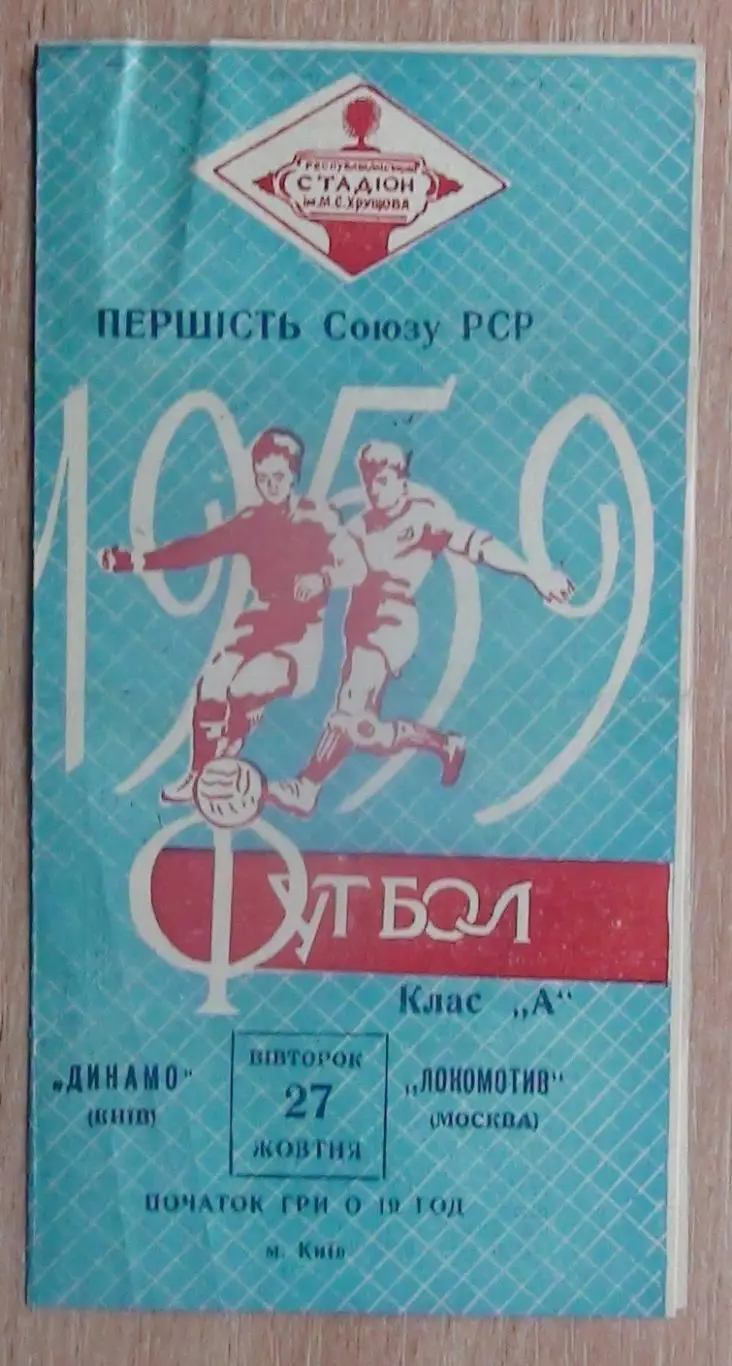 РЕСПУБЛІКАНСЬКИЙ
СТАДІОН
ім. М.С. ХРУЩОВА
ПЕРШІСТЬ Союзу РСР
1959
ФУТБОЛ
Клас „А“
„ДИНАМО“
(КИЇВ)
ВІВТОРОК
27
ЖОВТНЯ
„ЛОКОМОТИВ“
(МОСКВА)
ПОЧАТОК ГРИ О 19 ГОД
м. Київ